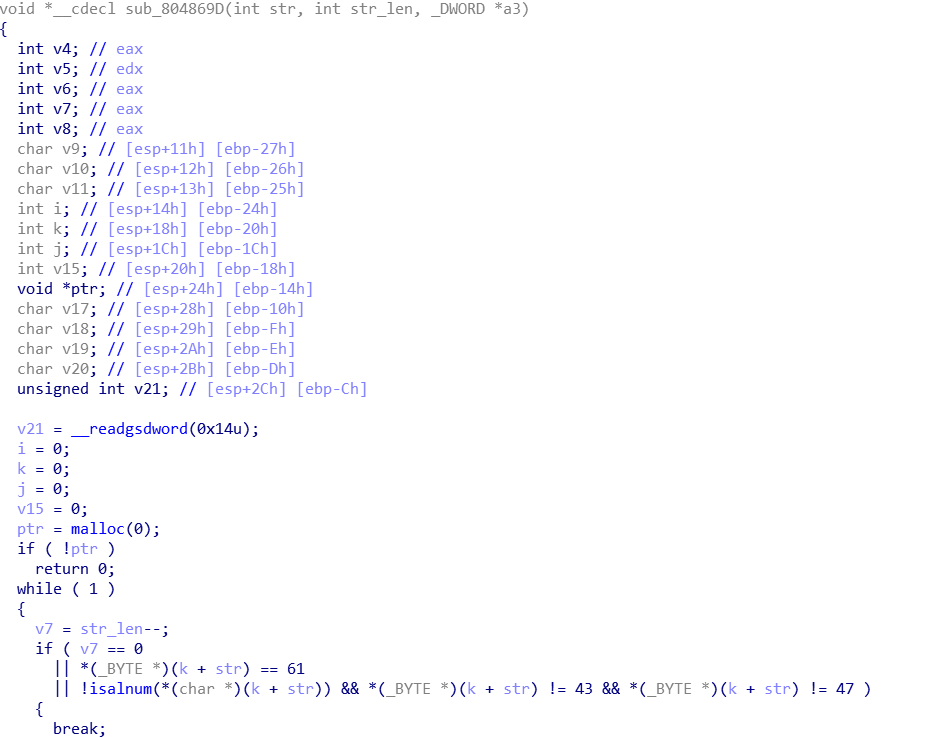 void *__cdecl sub_804869D(int str, int str_len, _DWORD *a3)
{
  int v4; // eax
  int v5; // edx
  int v6; // eax
  int v7; // eax
  int v8; // eax
  char v9; // [esp+11h] [ebp-27h]
  char v10; // [esp+12h] [ebp-26h]
  char v11; // [esp+13h] [ebp-25h]
  int i; // [esp+14h] [ebp-24h]
  int k; // [esp+18h] [ebp-20h]
  int j; // [esp+1Ch] [ebp-1Ch]
  int v15; // [esp+20h] [ebp-18h]
  void *ptr; // [esp+24h] [ebp-14h]
  char v17; // [esp+28h] [ebp-10h]
  char v18; // [esp+29h] [ebp-Fh]
  char v19; // [esp+2Ah] [ebp-Eh]
  char v20; // [esp+2Bh] [ebp-Dh]
  unsigned int v21; // [esp+2Ch] [ebp-Ch]

  v21 = __readgsdword(0x14u);
  i = 0;
  k = 0;
  j = 0;
  v15 = 0;
  ptr = malloc(0);
  if ( !ptr )
    return 0;
  while ( 1 )
  {
    v7 = str_len--;
    if ( v7 == 0
      || *(_BYTE *)(k + str) == 61
      || !isalnum(*(char *)(k + str)) && *(_BYTE *)(k + str) != 43 && *(_BYTE *)(k + str) != 47 )
    {
      break;